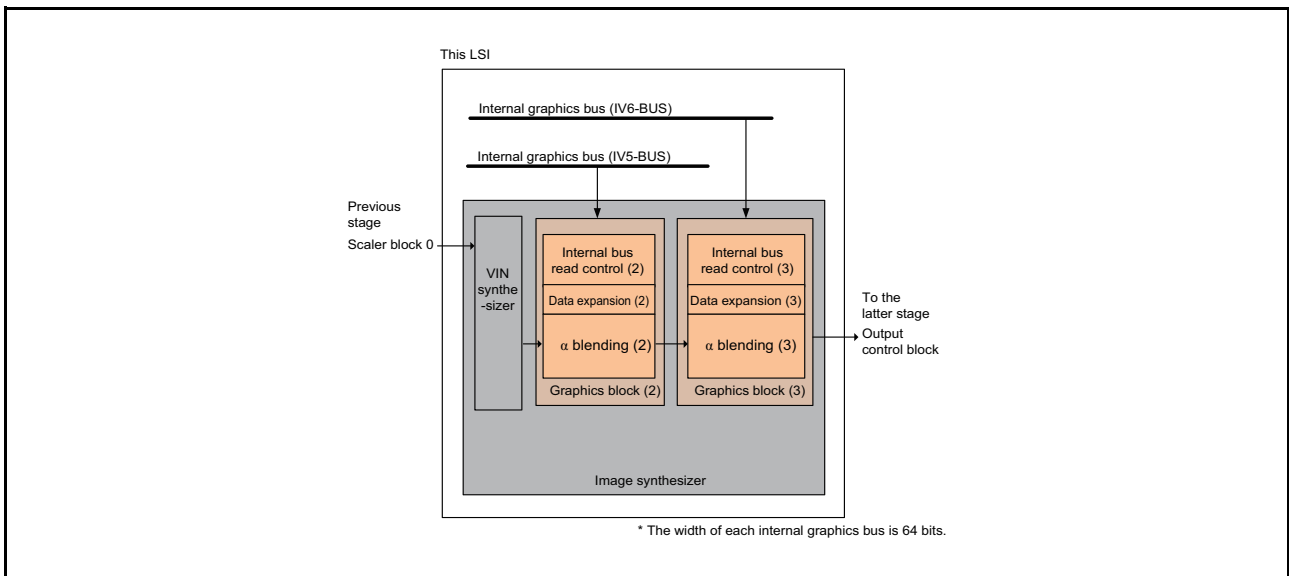 This LSI
Internal graphics bus (IV6-BUS)
Internal graphics bus (IV5-BUS)
Previous
stage
Scaler block 0
VIN
synthe
-sizer
Internal bus
read control (2)
Data expansion (2)
α blending (2)
Graphics block (2)
Internal bus
read control (3)
Data expansion (3)
α blending (3)
Graphics block (3)
To the
latter stage
Output
control block
Image synthesizer
* The width of each internal graphics bus is 64 bits.